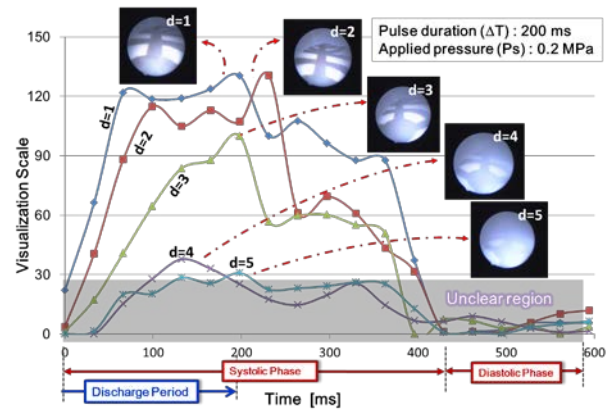 d=1
d=2
Pulse duration (ΔT) : 200 ms
Applied pressure (Ps) : 0.2 MPa
d=3
d=4
d=5
150
120
90
60
30
0
Visualization Scale
d=1
d=2
d=3
d=4
d=5
Unclear region
0
100
200
300
400
500
600
Systolic Phase
Diastolic Phase
Discharge Period
Time [ms]